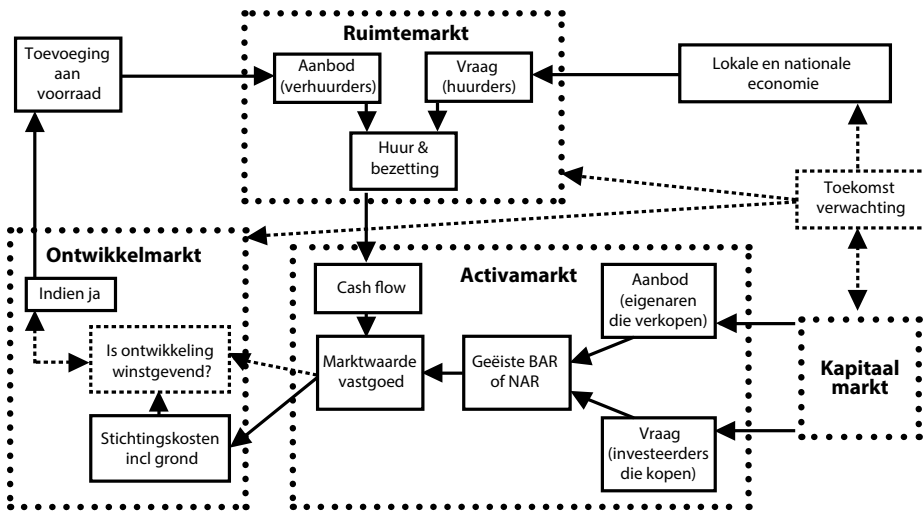 Ruimtemarkt
Toevoeging
aan
voorraad
Aanbod
(verhuurders)
Vraag
(huurders)
Lokale en nationale
economie
Huur &
bezetting
Toekomst
verwachting
Ontwikkelmarkt
Indien ja
Is ontwikkeling
winstgevend?
Stichtingskosten
incl grond
Activamarkt
Cash flow
Marktwaarde
vastgoed
Geëiste BAR
of NAR
Aanbod
(eigenaren
die verkopen)
Vraag
(investeerders
die kopen)
Kapitaal
markt